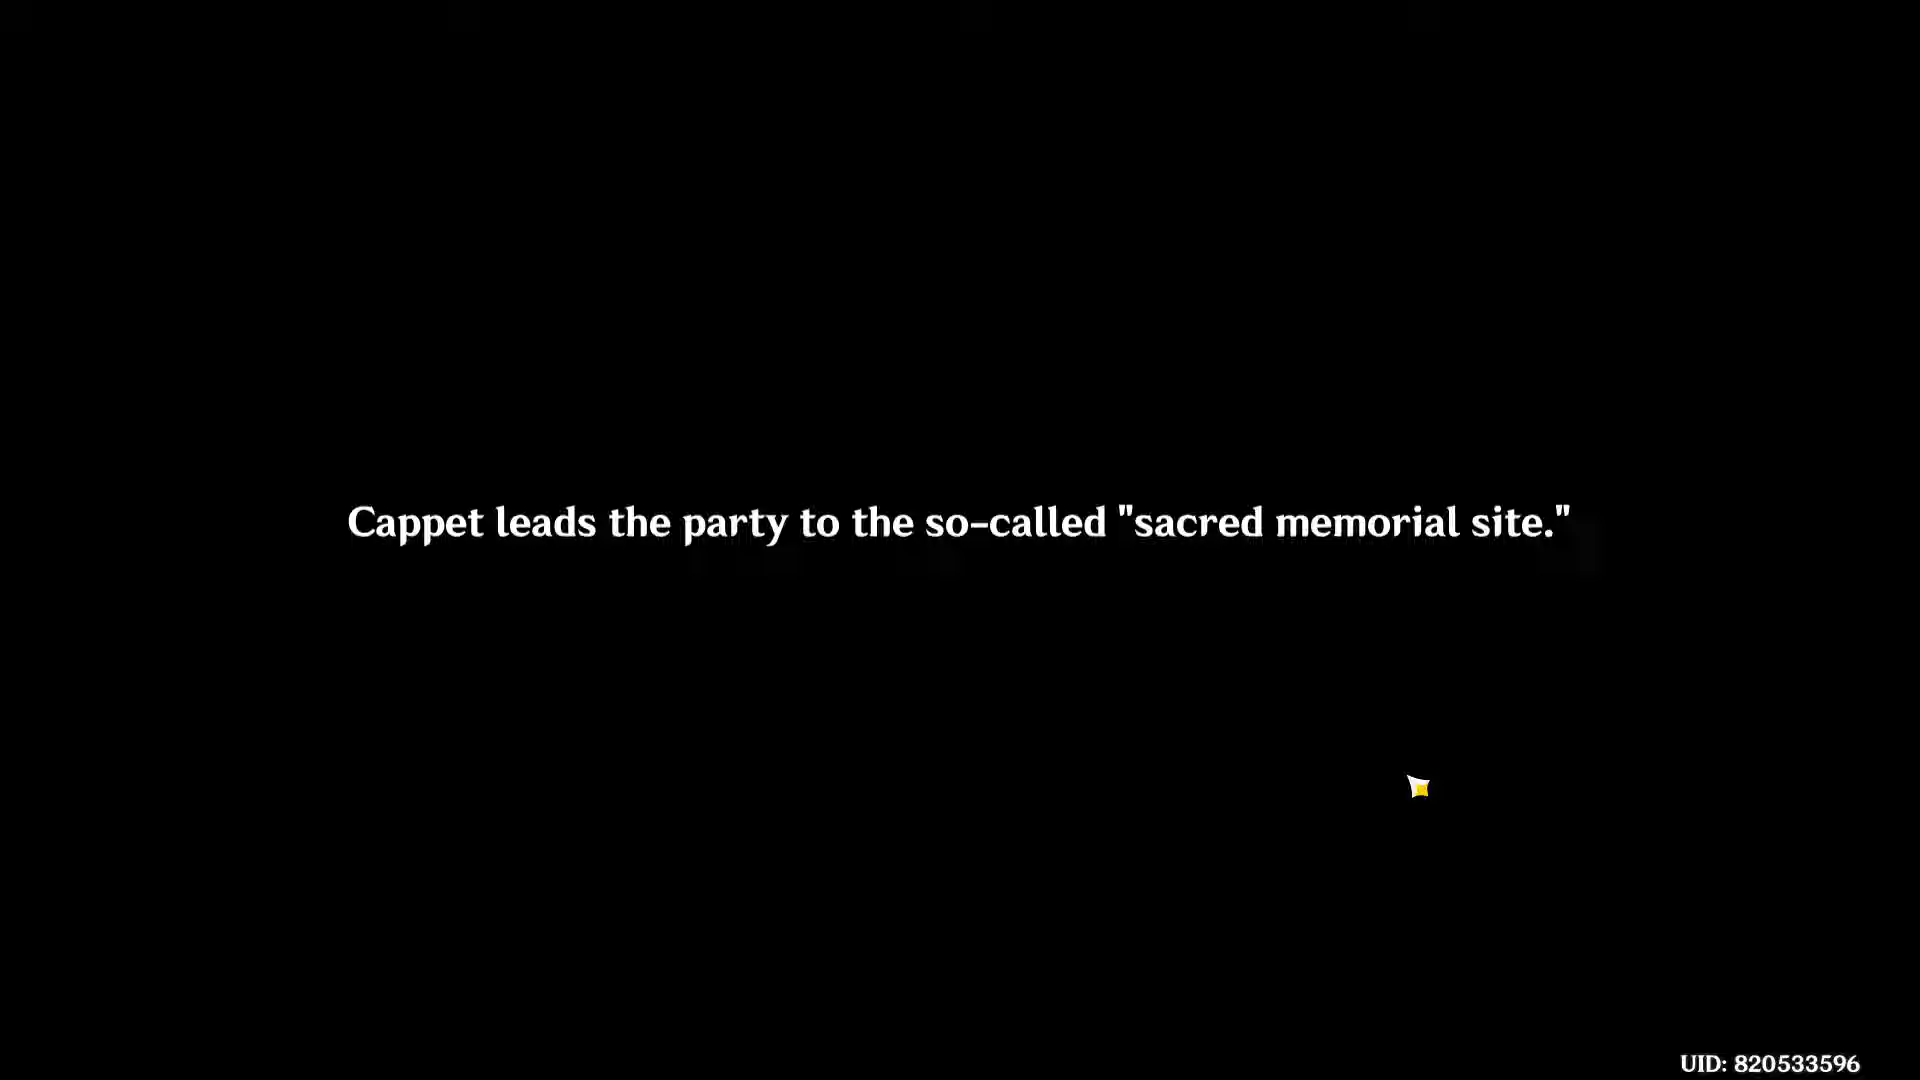 Cappet leads the party to the so-called "sacred memorial site."
UID: 820533596